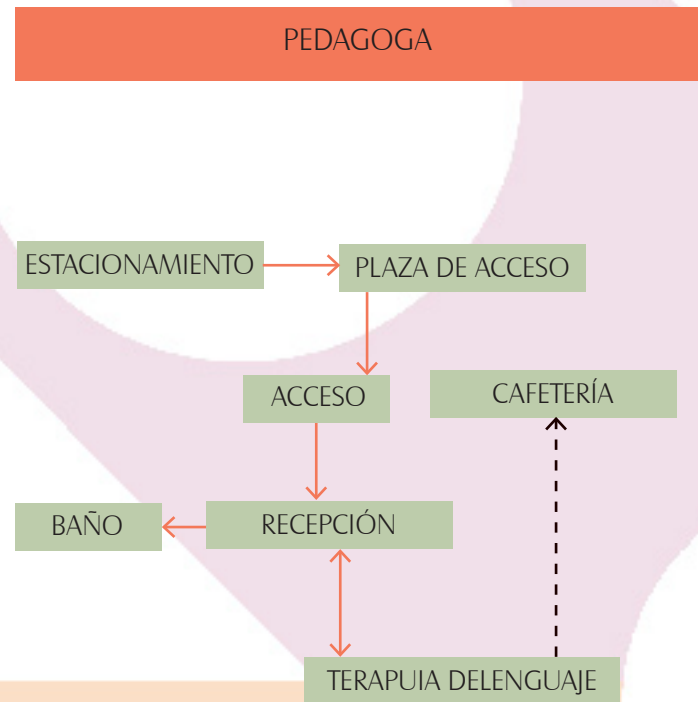 PEDAGOGA
ESTACIONAMIENTO
PLAZA DE ACCESO
ACCESO
CAFETERÍA
BAÑO
RECEPCIÓN
TERAPUIA DELENGUAJE